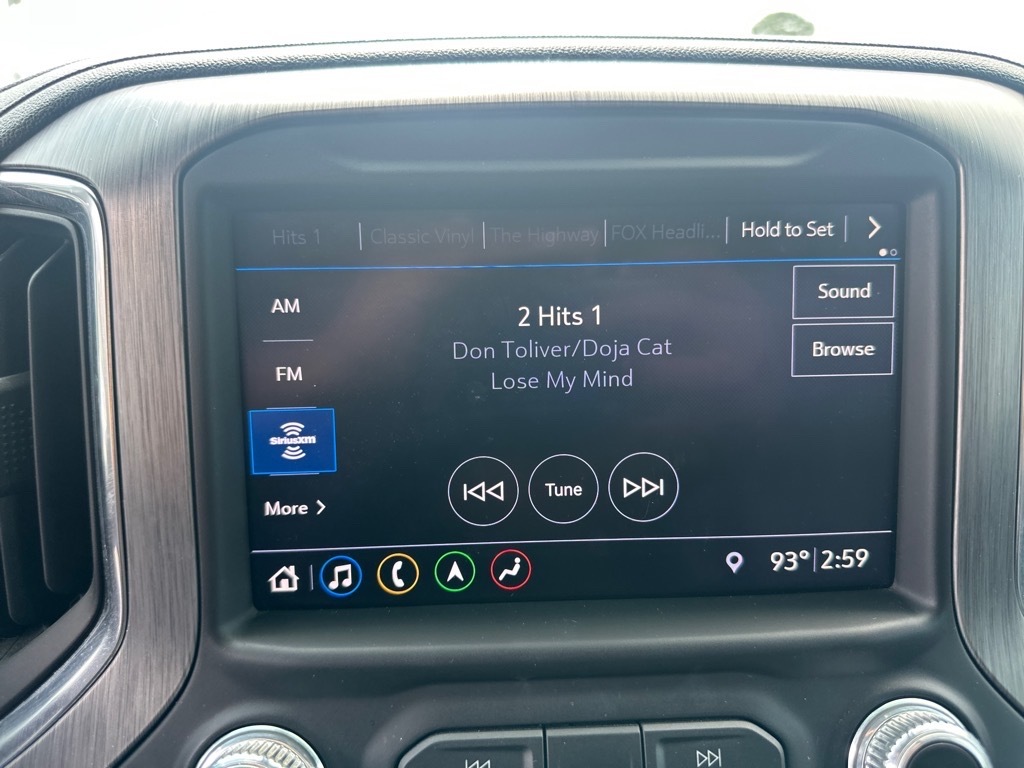 Hits 1 | Classic Vinyl | The Highway | FOX Headli... | Hold to Set
AM
FM
SiriusXM
More
2 Hits 1
Don Toliver/Doja Cat
Lose My Mind
Sound
Browse
Tune
93° | 2:59